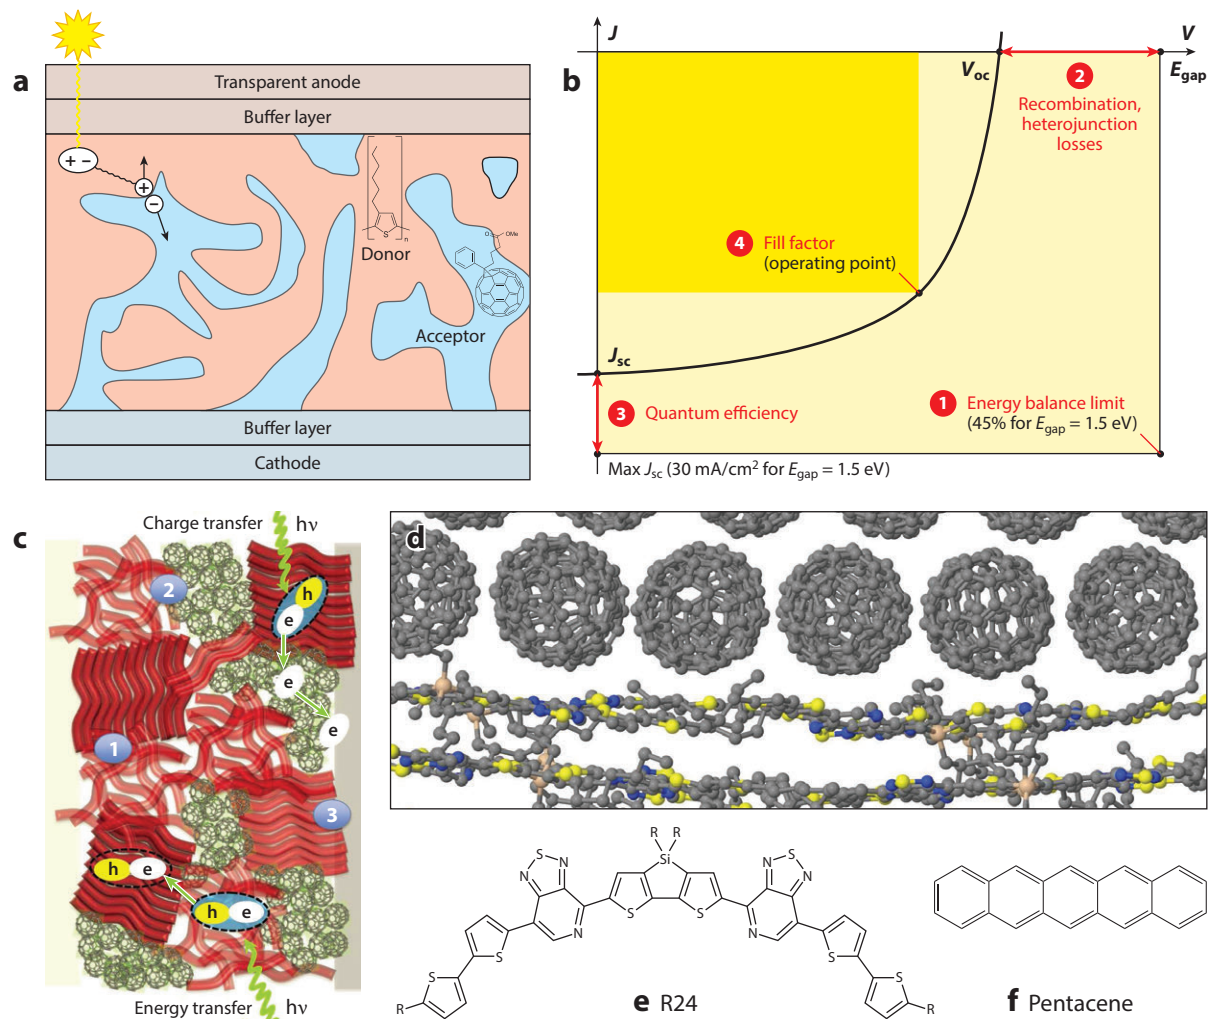 a
Transparent anode
Buffer layer
+ −
+
−
n
S
Donor
O
OMe
Acceptor
Buffer layer
Cathode
b
J
V
Voc
Egap
2
Recombination,
heterojunction
losses
4 Fill factor
(operating point)
Jsc
3 Quantum efficiency
1 Energy balance limit
(45% for Egap = 1.5 eV)
Max Jsc (30 mA/cm2 for Egap = 1.5 eV)
c
Charge transfer hν
2
h
e
e
e
1
3
h e
h e
Energy transfer hν
d
R R
Si
S
N N
S
N N
S S
N N
S S
S S
R R
e R24
f Pentacene